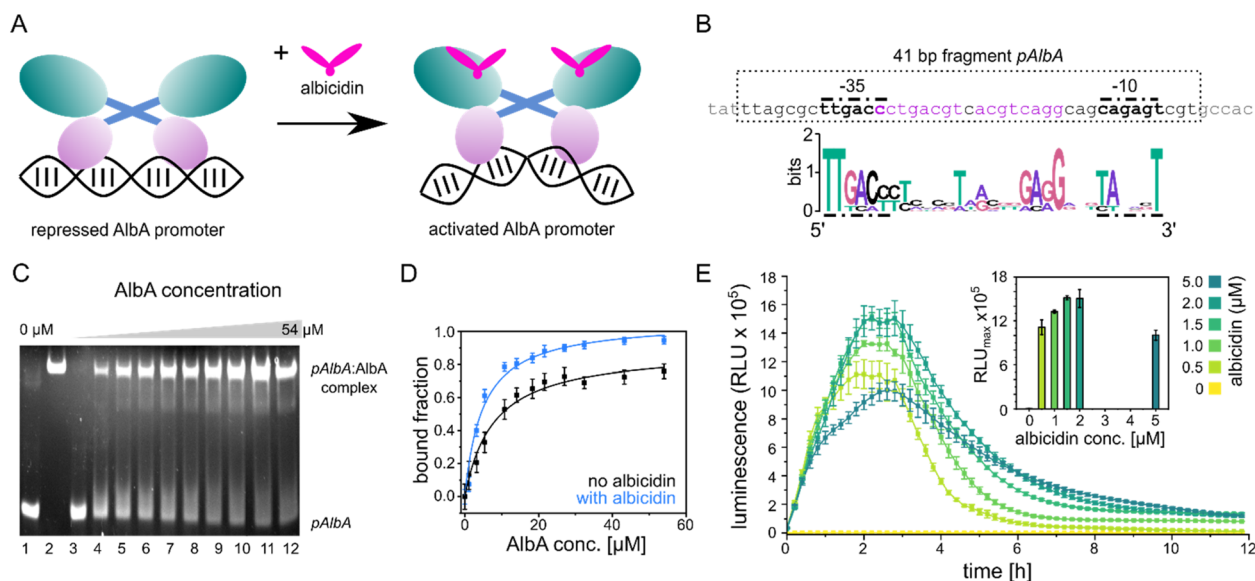 A
+
albicidin
repressed AlbA promoter
activated AlbA promoter
B
41 bp fragment pAlbA
-35
-10
tatttagcgcttgaccctgacgtcacgtcaggcagcagagtcgtgccac
bits
2
1
0
5'
3'
C
AlbA concentration
0 µM
54 µM
pAlbA:AlbA
complex
pAlbA
1 2 3 4 5 6 7 8 9 10 11 12
D
bound fraction
1.0
0.8
0.6
0.4
0.2
0.0
no albicidin
with albicidin
0 20 40 60
AlbA conc. [µM]
E
luminescence (RLU x 10⁵)
18
16
14
12
10
8
6
4
2
0
0 2 4 6 8 10 12
time [h]
RLUmax x10⁵
18
15
12
9
6
3
0
0 1 2 3 4 5
albicidin conc. [µM]
5.0
2.0
1.5
1.0
0.5
0
albicidin (µM)